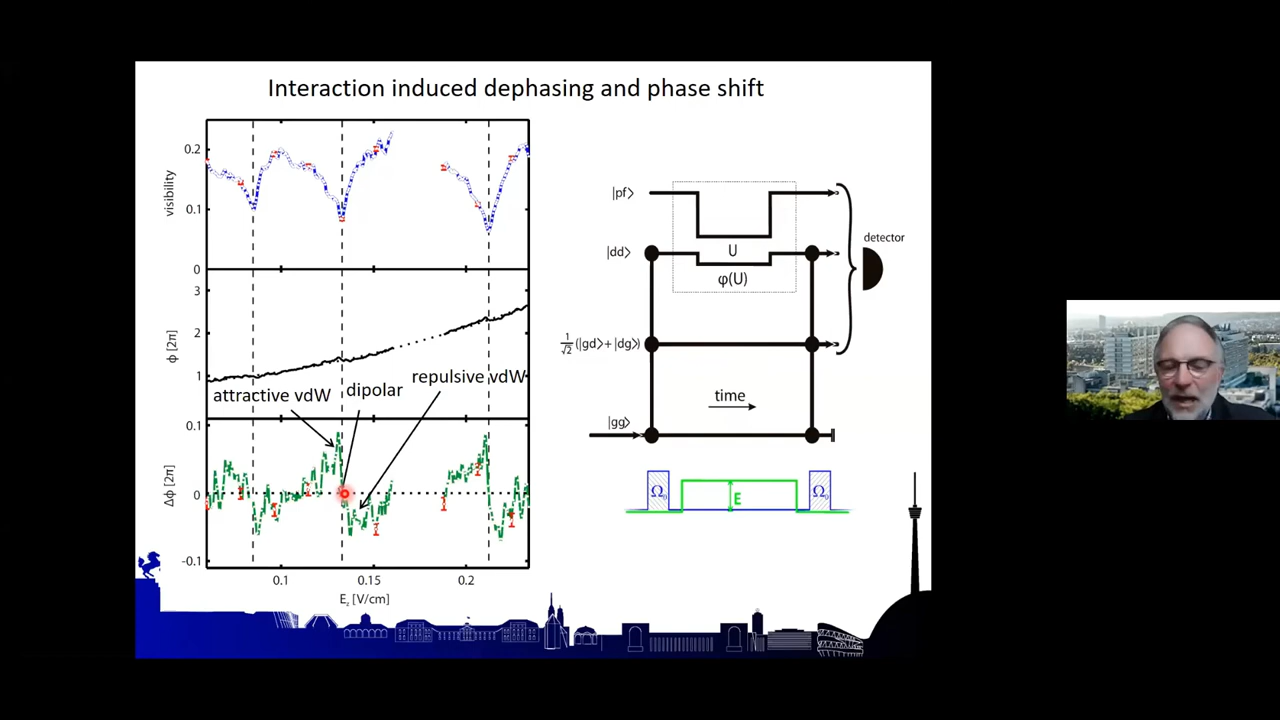 Interaction induced dephasing and phase shift
0.2
0.1
0
visibility
3
2
1
ϕ [2π]
attractive vdW
dipolar
repulsive vdW
0.1
0
-0.1
Δϕ [2π]
0.1
0.15
0.2
E_z [V/cm]
|pf>
|dd>
U
φ(U)
detector
1/√2 (|gd>+|dg>)
time
|gg>
Ω₀
E
Ω₀